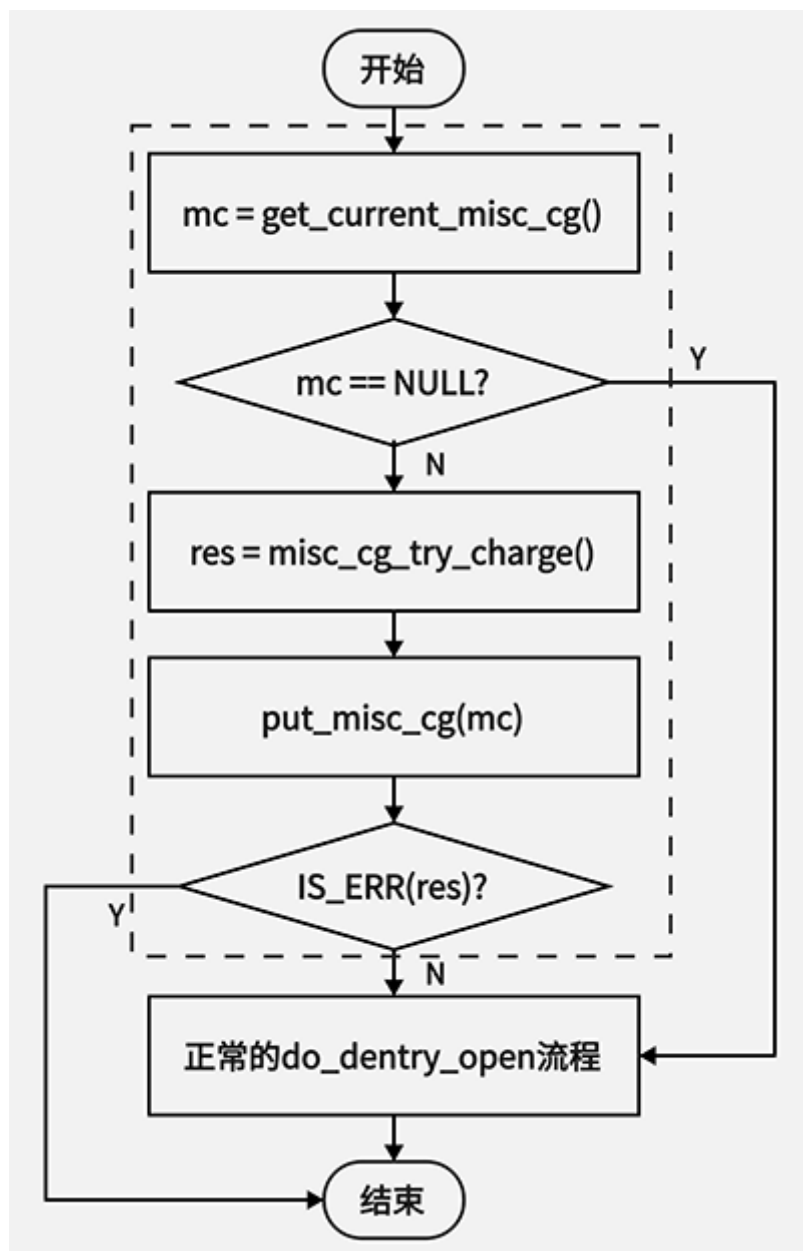 开始
mc = get_current_misc_cg()
mc == NULL?
Y
N
res = misc_cg_try_charge()
put_misc_cg(mc)
IS_ERR(res)?
Y
N
正常的do_dentry_open流程
结束